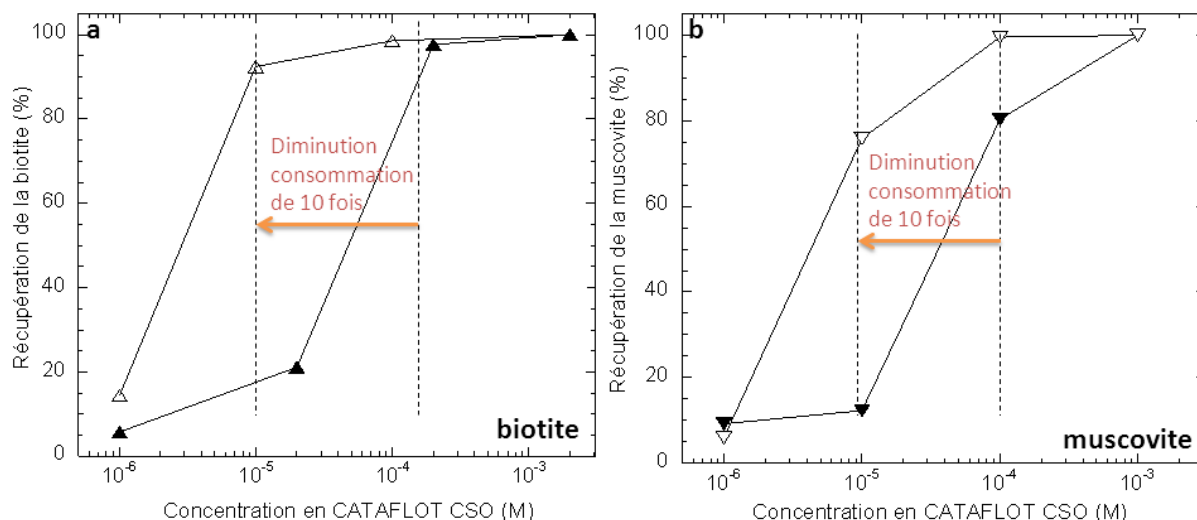 a
Récupération de la biotite (%)
100
80
60
40
20
0
Diminution
consommation
de 10 fois
biotite
10⁻⁶ 10⁻⁵ 10⁻⁴ 10⁻³
Concentration en CATAFLOT CSO (M)
b
Récupération de la muscovite (%)
100
80
60
40
20
0
Diminution
consommation
de 10 fois
muscovite
10⁻⁶ 10⁻⁵ 10⁻⁴ 10⁻³
Concentration en CATAFLOT CSO (M)